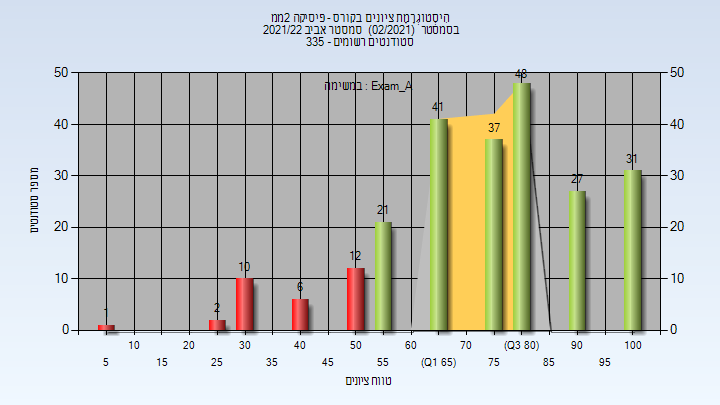 היסטוגרמת ציונים בקורס - פיסיקה 2ממ
בסמסטר (02/2021) סמסטר אביב 2021/22
סטודנטים רשומים - 335
במשימה : Exam_A
מספר סטודנטים
50 40 30 20 10 0
50 40 30 20 10 0
1 2 10 6 12 21 41 37 48 27 31
10 20 30 40 50 60 70 (Q3 80) 90 100
5 15 25 35 45 55 (Q1 65) 75 85 95
טווח ציונים